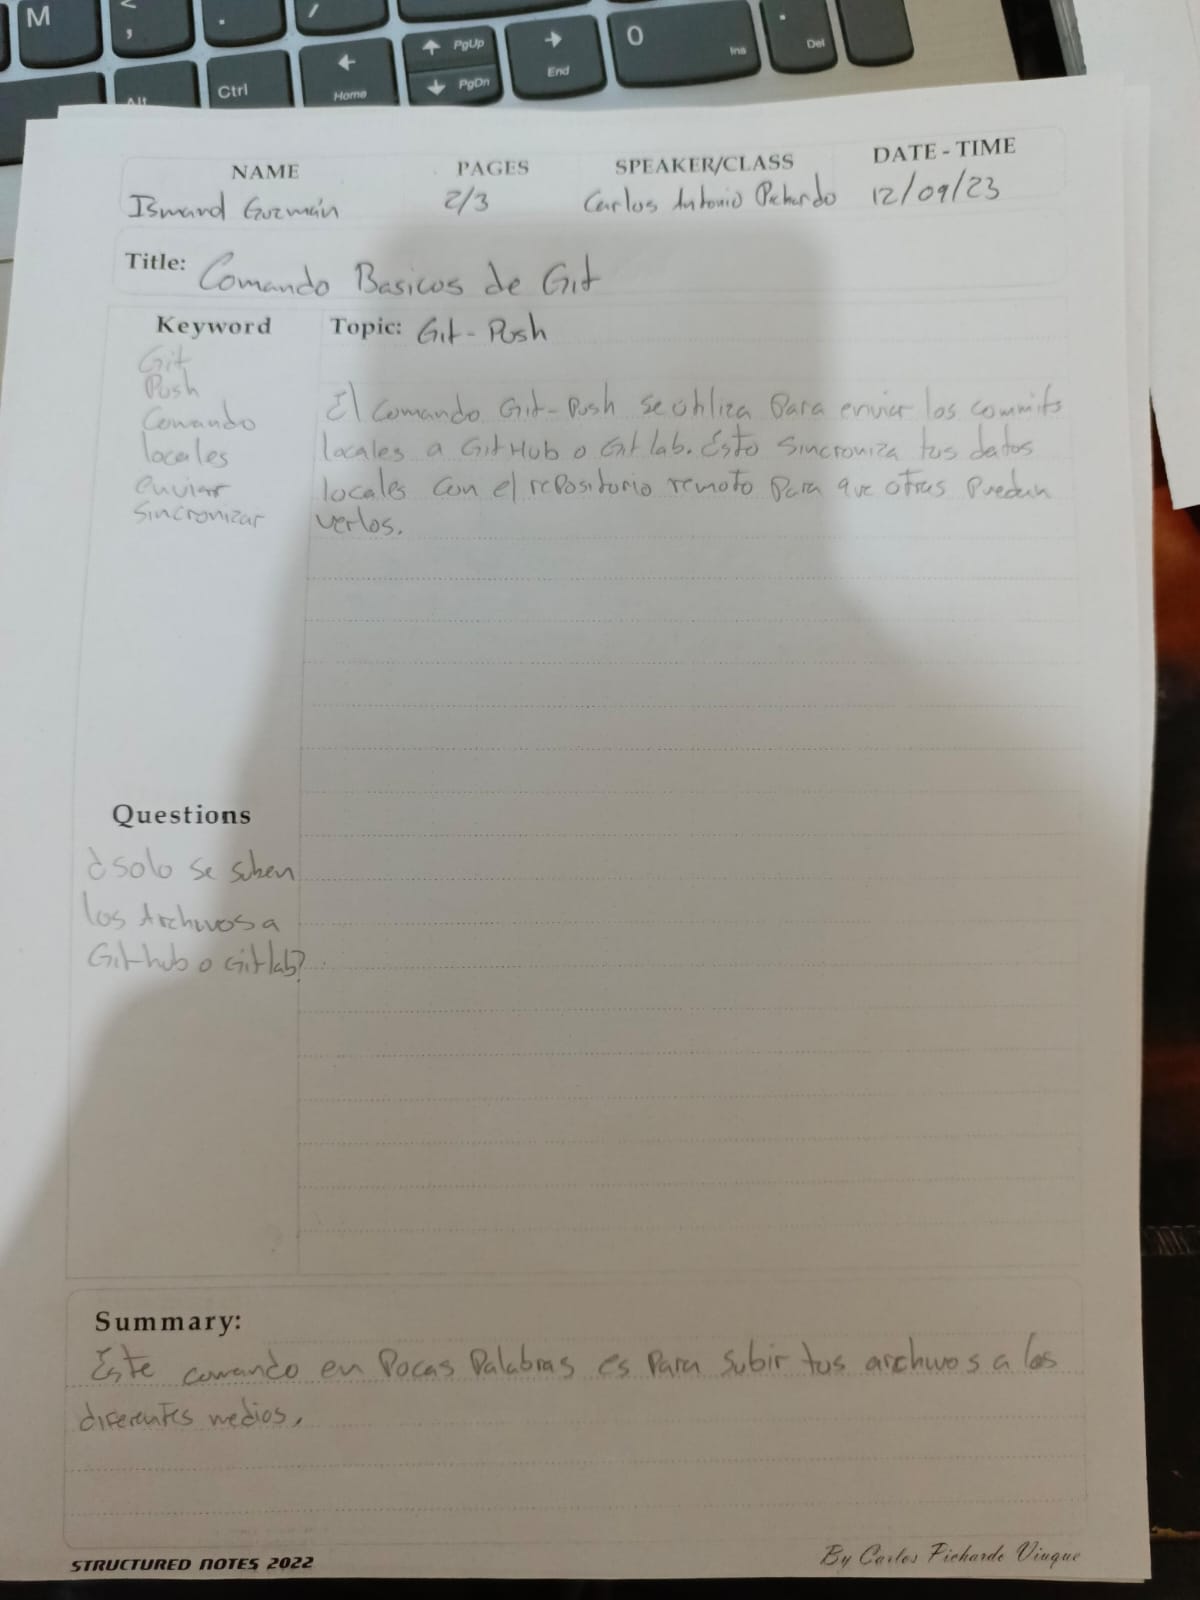 M < , . /
Alt Ctrl ← Home ↑ PgUp ↓ PgDn → End 0 Ins . Del
NAME PAGES SPEAKER/CLASS DATE - TIME
Ismard Guzmán 2/3 Carlos Antonio Pichardo 12/09/23
Title: Comando Basicos de Git
Keyword
Git
Push
Comando
locales
enviar
Sincronizar
Topic: Git - Push
El Comando Git-Push se utiliza para enviar los commits
locales a GitHub o Gitlab. Esto sincroniza tus datos
locales con el repositorio remoto para que otras puedan
verlos.
Questions
¿solo se suben
los Archivos a
Git-hub o Gitlab?
Summary:
Este comando en pocas palabras es para subir tus archivos a los
diferentes medios.
STRUCTURED NOTES 2022
By Carlos Pichardo Viuque